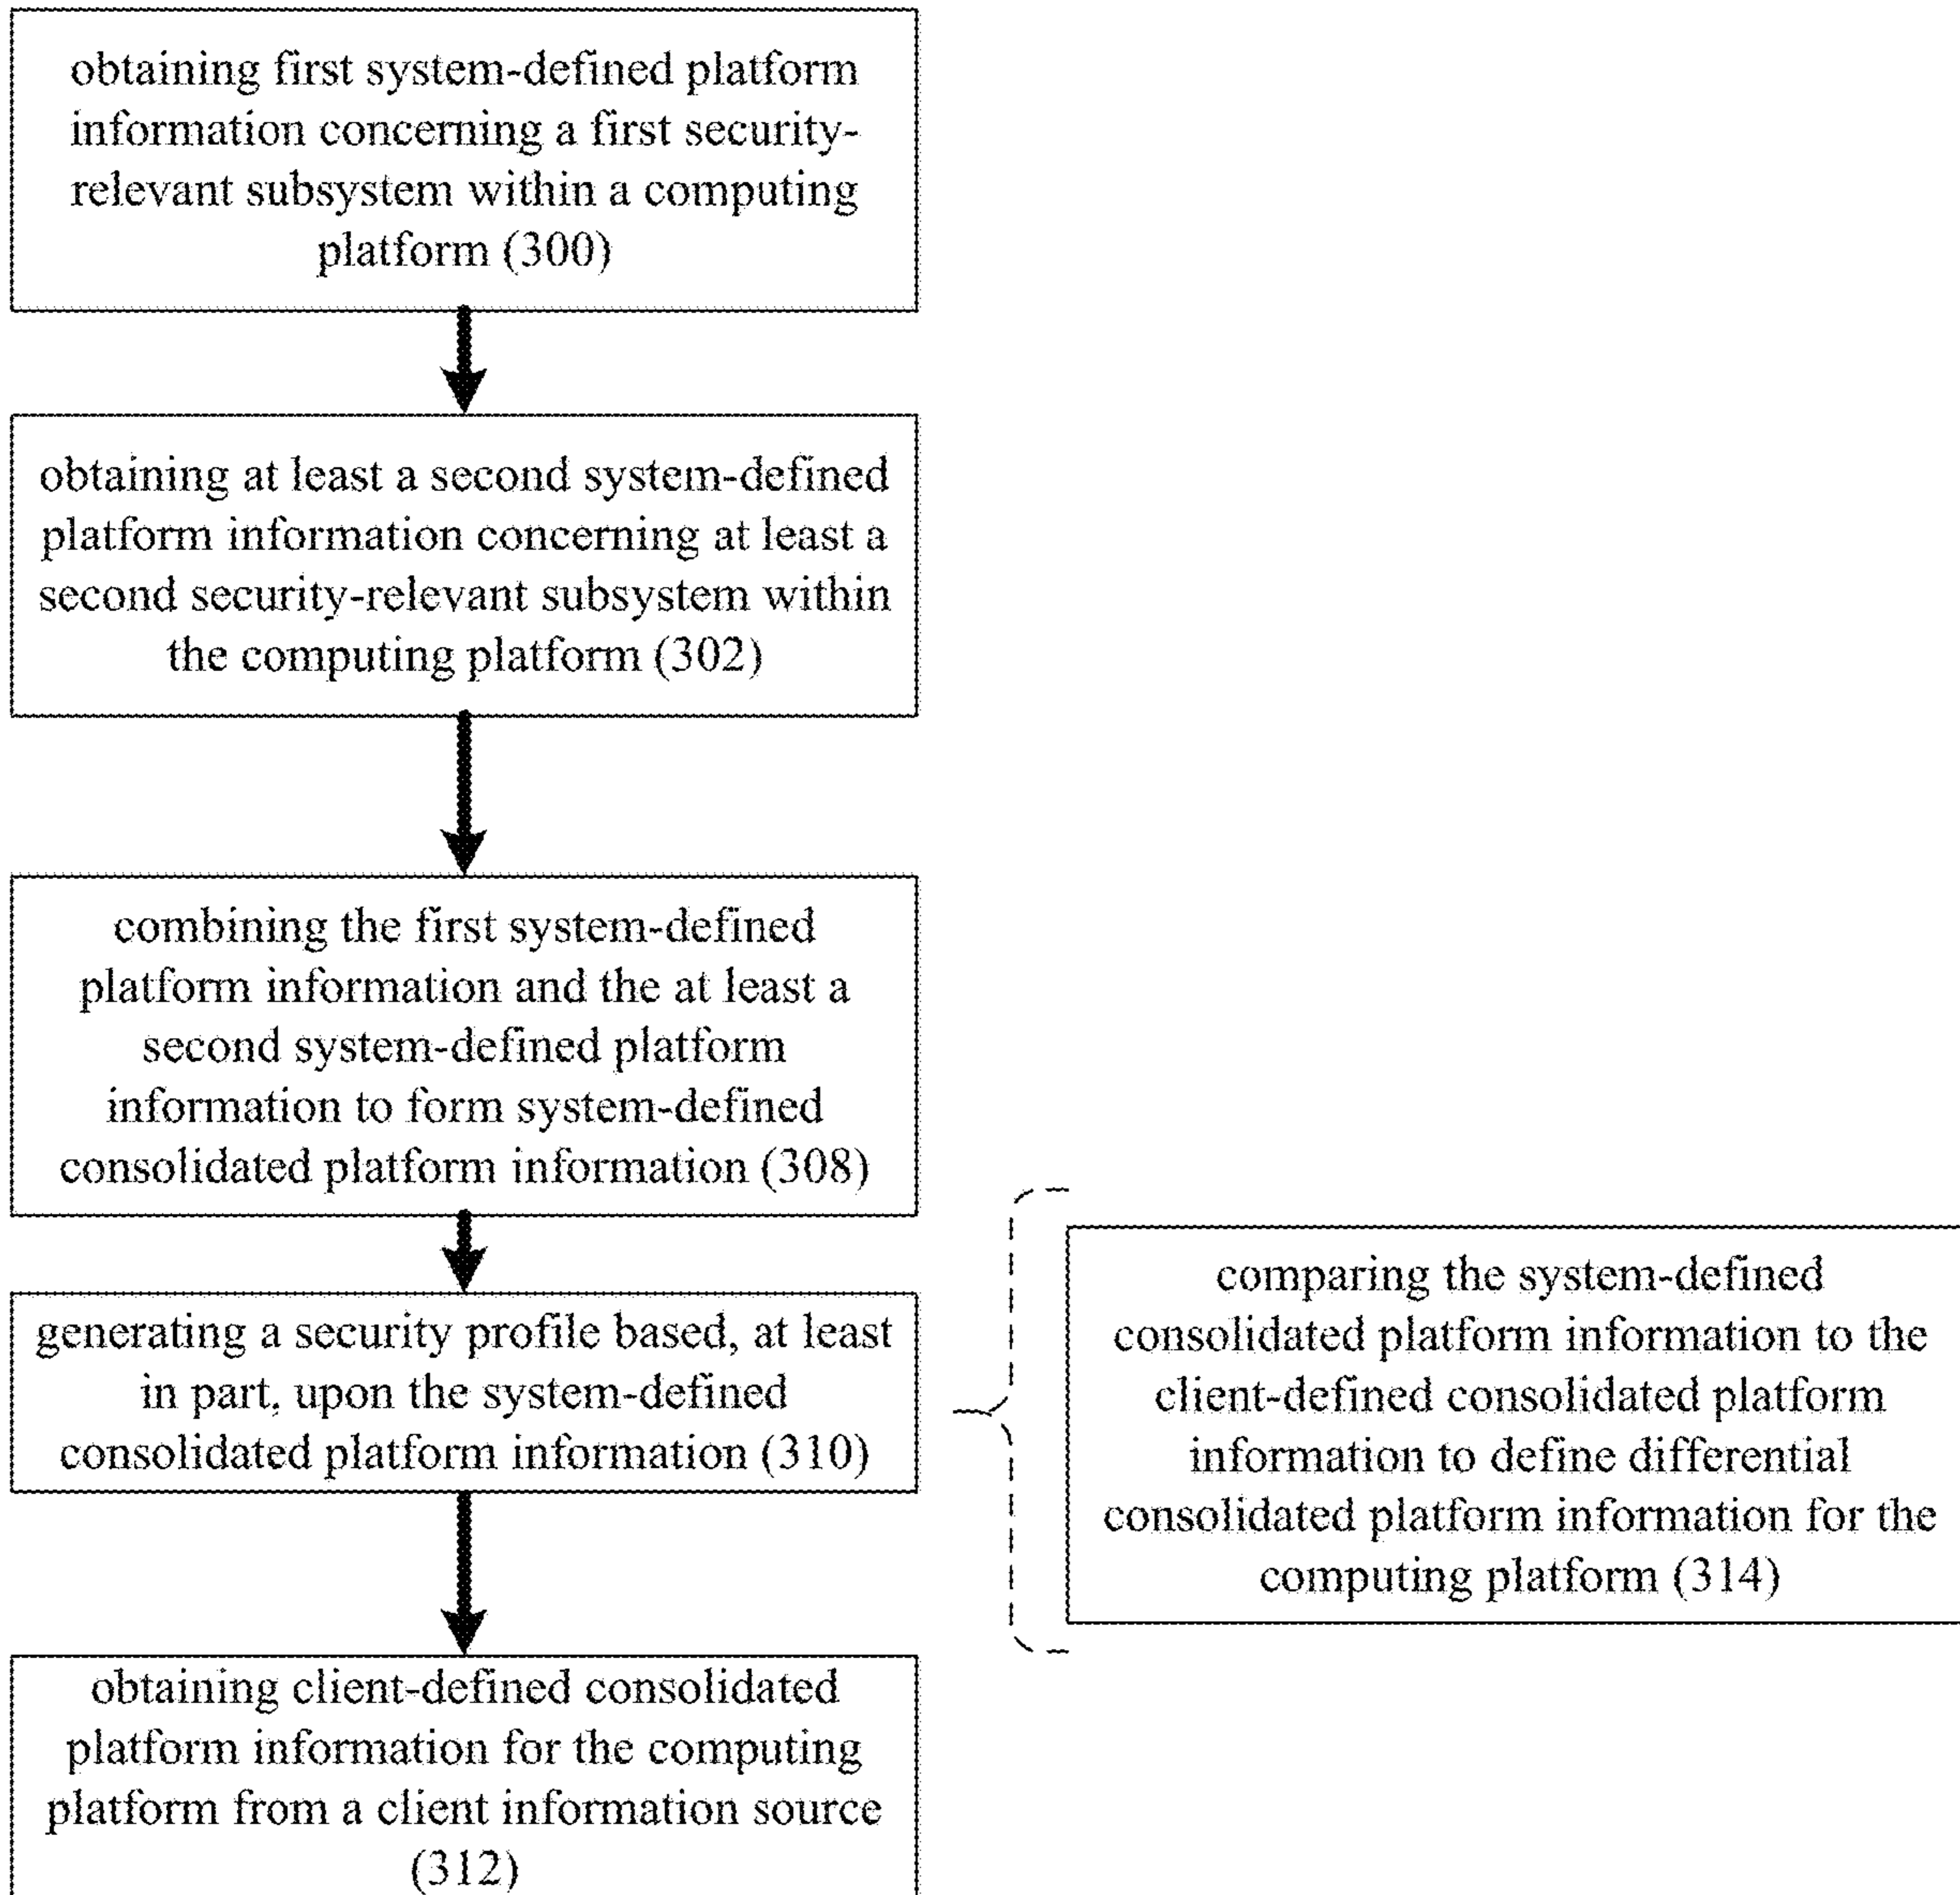 obtaining first system-defined platform
information concerning a first security-
relevant subsystem within a computing
platform (300)
obtaining at least a second system-defined
platform information concerning at least a
second security-relevant subsystem within
the computing platform (302)
combining the first system-defined
platform information and the at least a
second system-defined platform
information to form system-defined
consolidated platform information (308)
generating a security profile based, at least
in part, upon the system-defined
consolidated platform information (310)
comparing the system-defined
consolidated platform information to the
client-defined consolidated platform
information to define differential
consolidated platform information for the
computing platform (314)
obtaining client-defined consolidated
platform information for the computing
platform from a client information source
(312)